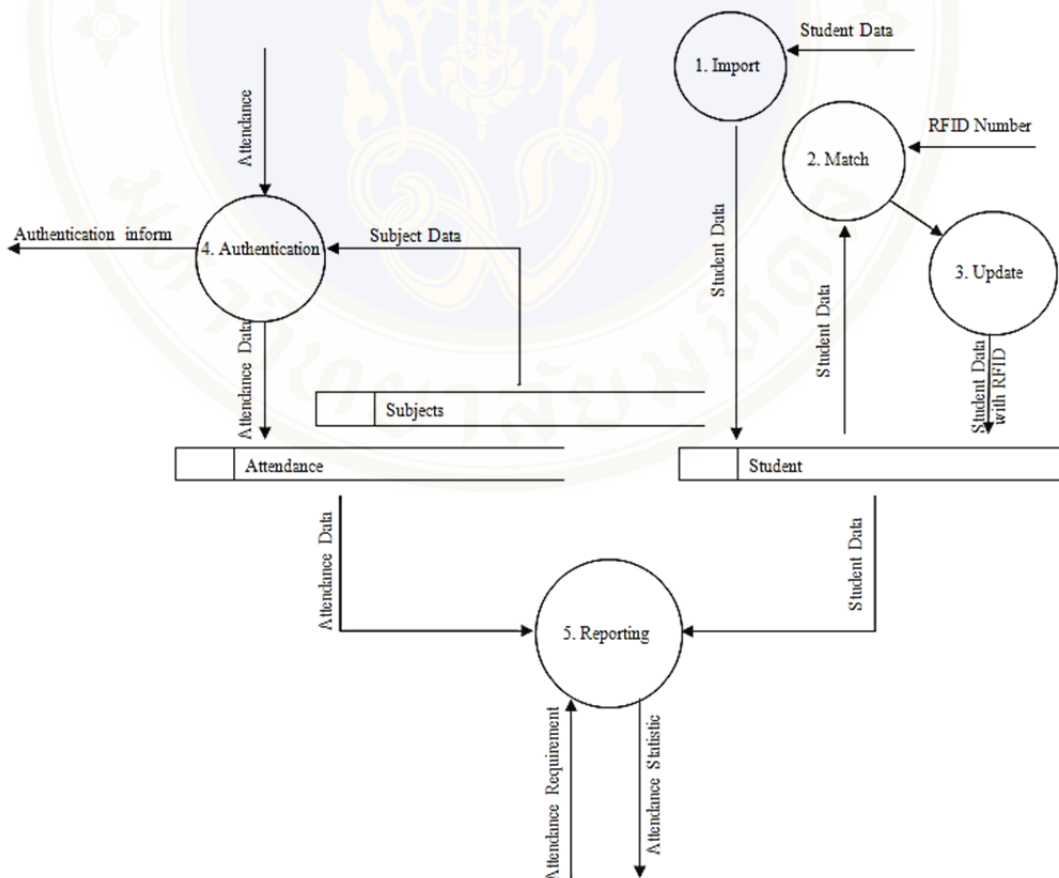 Student Data
1. Import
RFID Number
2. Match
Attendance
Authentication inform
4. Authentication
Subject Data
Student Data
3. Update
Student Data
Attendance Data
Student Data
with RFID
Subjects
Attendance
Student
Attendance Data
Student Data
5. Reporting
Attendance Requirement
Attendance Statistic